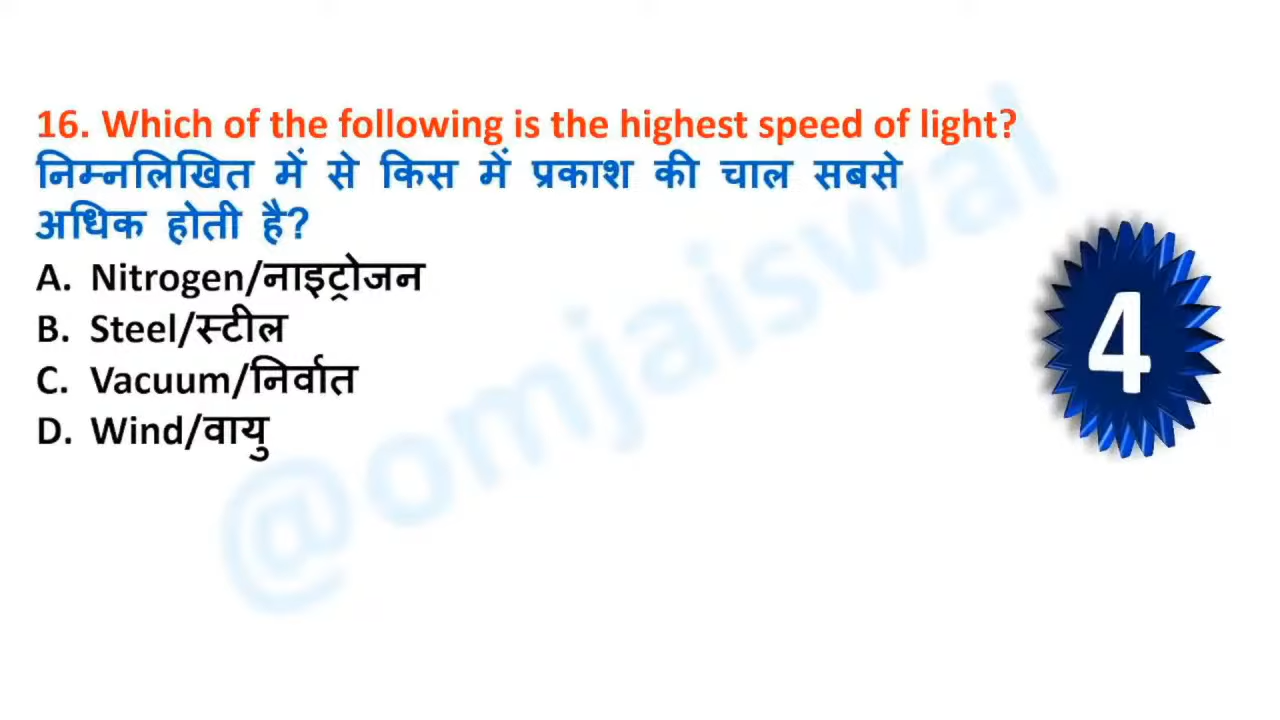 16. Which of the following is the highest speed of light?
निम्नलिखित में से किस में प्रकाश की चाल सबसे
अधिक होती है?
A. Nitrogen/नाइट्रोजन
B. Steel/स्टील
C. Vacuum/निर्वात
D. Wind/वायु
4
@omjaiswal